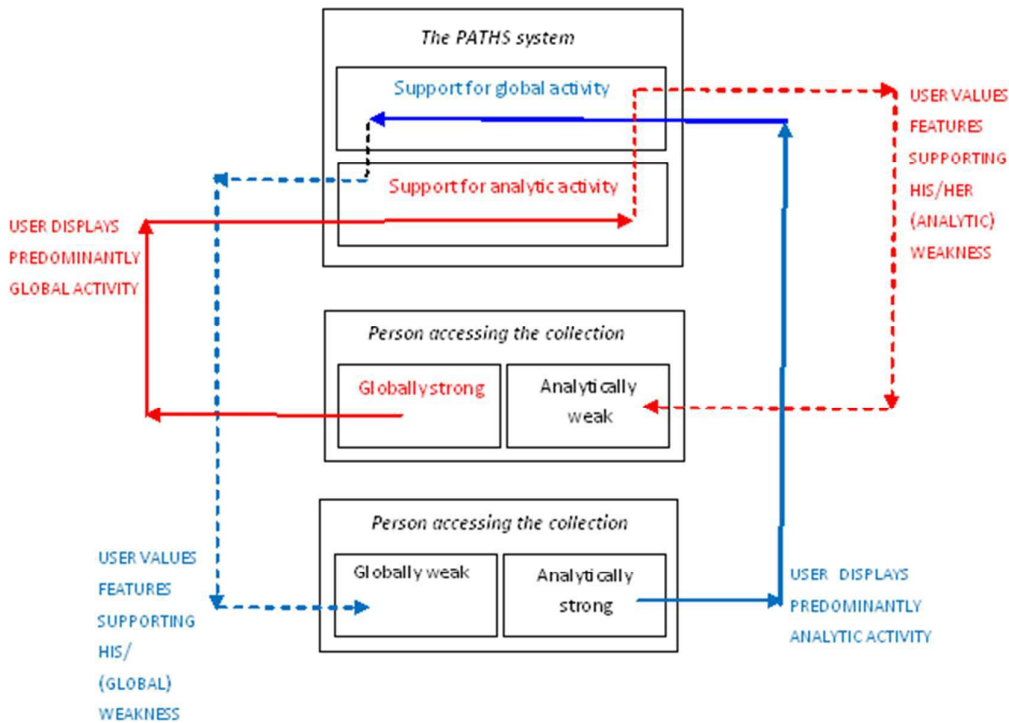 The PATHS system
Support for global activity
Support for analytic activity
USER VALUES
FEATURES
SUPPORTING
HIS/HER
(ANALYTIC)
WEAKNESS
USER DISPLAYS
PREDOMINANTLY
GLOBAL ACTIVITY
Person accessing the collection
Globally strong
Analytically
weak
Person accessing the collection
Globally weak
Analytically
strong
USER VALUES
FEATURES
SUPPORTING
HIS/
(GLOBAL)
WEAKNESS
USER DISPLAYS
PREDOMINANTLY
ANALYTIC ACTIVITY